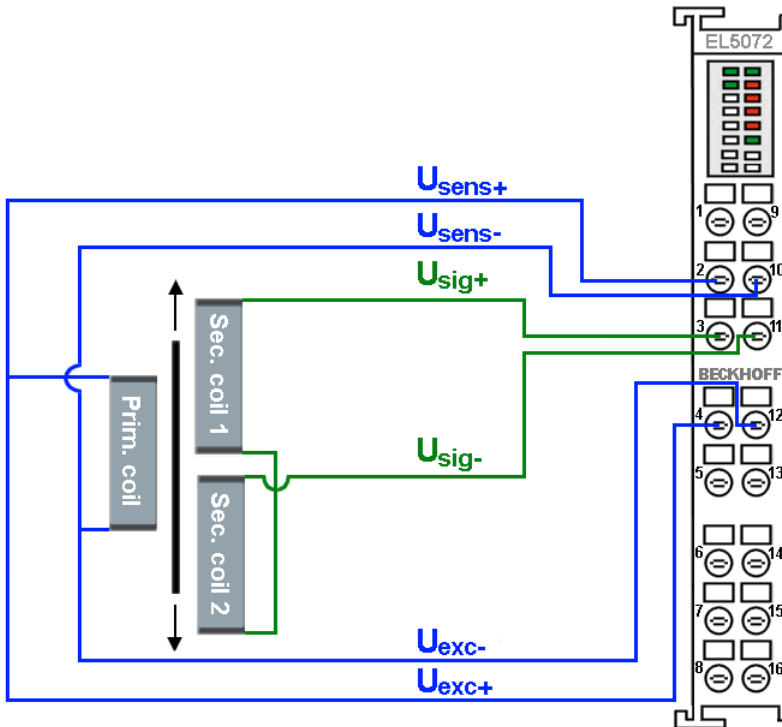 EL5072
Usens+
Usens-
Usig+
Usig-
Uexc-
Uexc+
Prim. coil
Sec. coil 1
Sec. coil 2
BECKHOFF
1
9
2
10
3
11
4
12
5
13
6
14
7
15
8
16